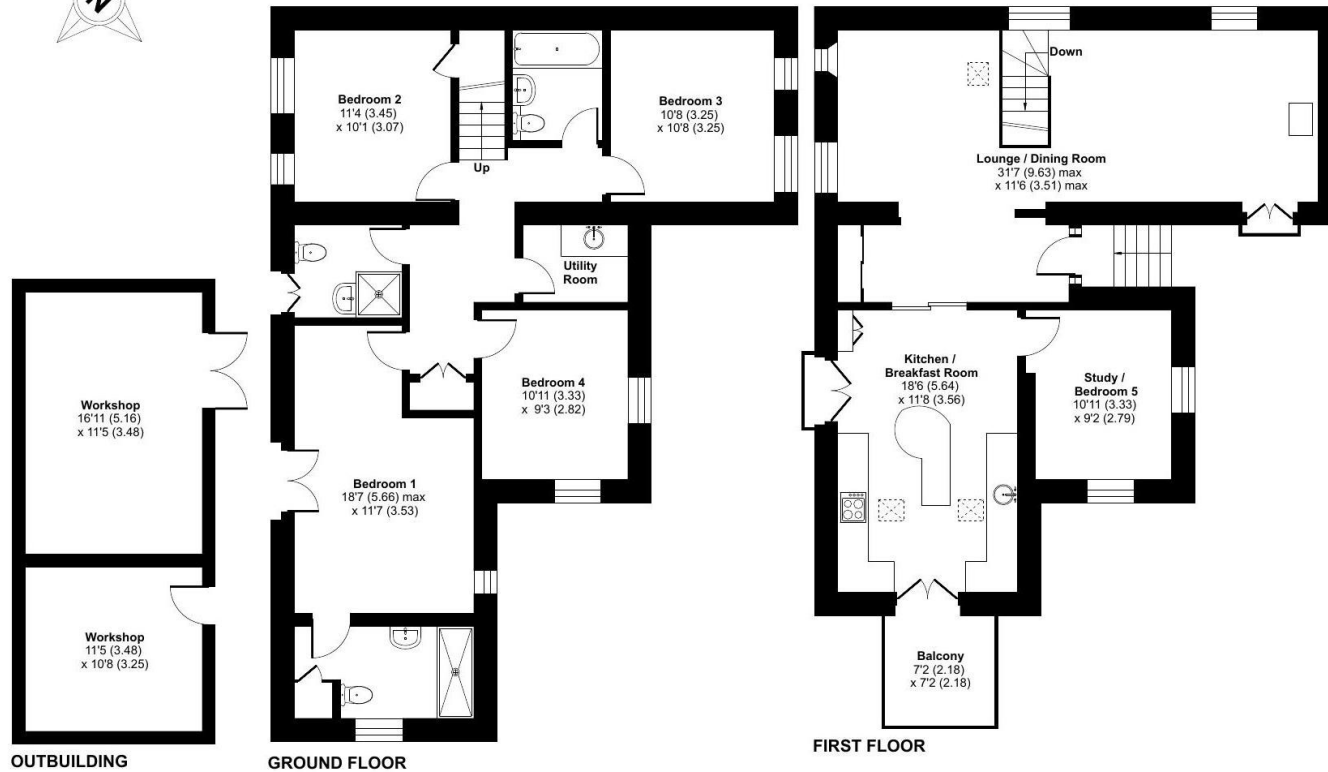 N
Bedroom 2
11'4 (3.45)
x 10'1 (3.07)
Up
Bedroom 3
10'8 (3.25)
x 10'8 (3.25)
Utility
Room
Bedroom 1
18'7 (5.66) max
x 11'7 (3.53)
Bedroom 4
10'11 (3.33)
x 9'3 (2.82)
Workshop
16'11 (5.16)
x 11'5 (3.48)
Workshop
11'5 (3.48)
x 10'8 (3.25)
OUTBUILDING
GROUND FLOOR
Down
Lounge / Dining Room
31'7 (9.63) max
x 11'6 (3.51) max
Kitchen /
Breakfast Room
18'6 (5.64)
x 11'8 (3.56)
Study /
Bedroom 5
10'11 (3.33)
x 9'2 (2.79)
Balcony
7'2 (2.18)
x 7'2 (2.18)
FIRST FLOOR